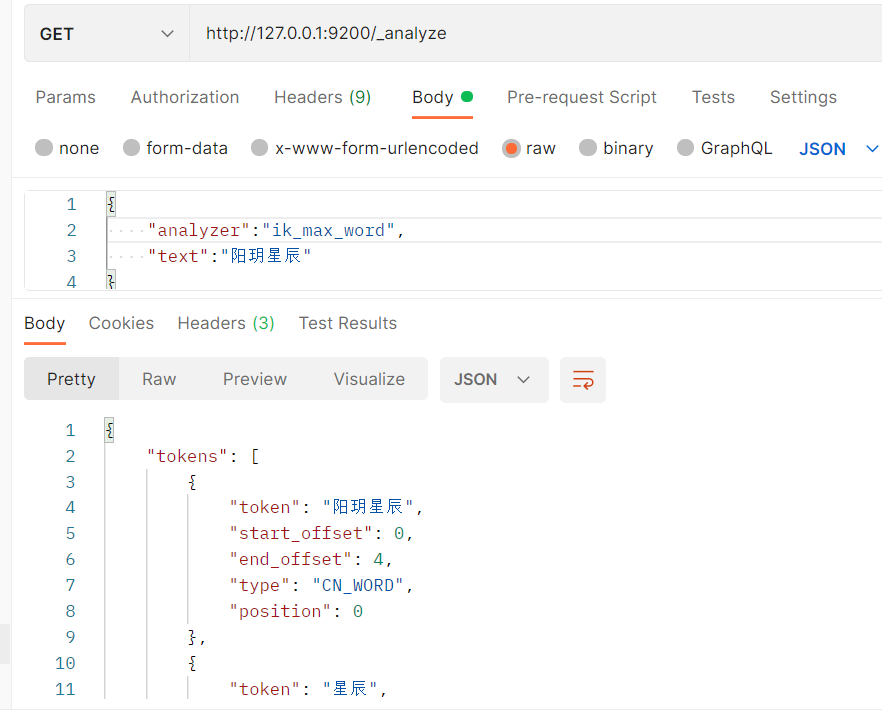 GET http://127.0.0.1:9200/_analyze
Params Authorization Headers (9) Body Pre-request Script Tests Settings
none form-data x-www-form-urlencoded raw binary GraphQL JSON
1 {
2 ····"analyzer":"ik_max_word",
3 ····"text":"阳玥星辰"
4 }
Body Cookies Headers (3) Test Results
Pretty Raw Preview Visualize JSON
1 {
2 "tokens": [
3 {
4 "token": "阳玥星辰",
5 "start_offset": 0,
6 "end_offset": 4,
7 "type": "CN_WORD",
8 "position": 0
9 },
10 {
11 "token": "星辰",